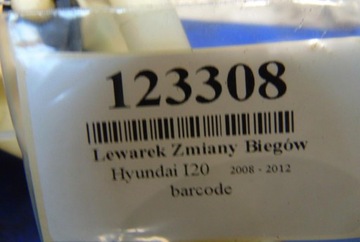 123308
Lewarek Zmiany Biegów
Hyundai I20 2008 - 2012
barcode